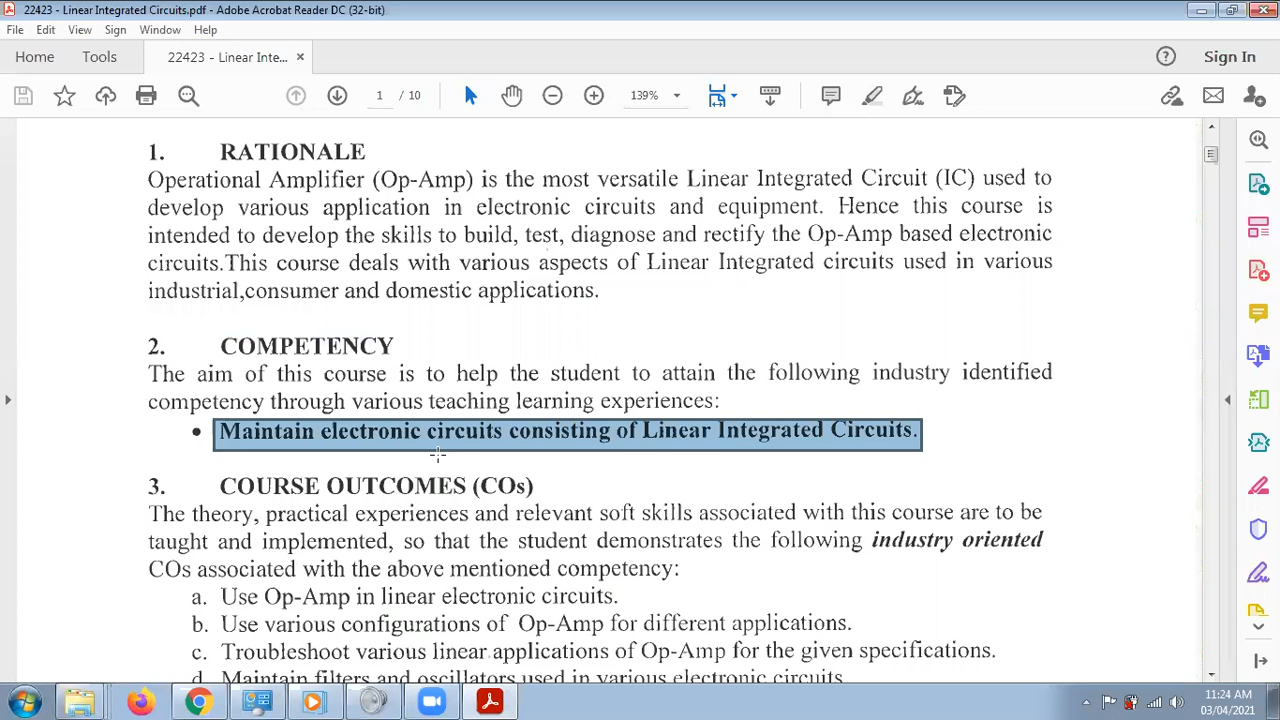 22423 - Linear Integrated Circuits.pdf - Adobe Acrobat Reader DC (32-bit)
File Edit View Sign Window Help
Home Tools 22423 - Linear Inte... × Sign In
1 / 10 139%
1. RATIONALE
Operational Amplifier (Op-Amp) is the most versatile Linear Integrated Circuit (IC) used to
develop various application in electronic circuits and equipment. Hence this course is
intended to develop the skills to build, test, diagnose and rectify the Op-Amp based electronic
circuits.This course deals with various aspects of Linear Integrated circuits used in various
industrial,consumer and domestic applications.
2. COMPETENCY
The aim of this course is to help the student to attain the following industry identified
competency through various teaching learning experiences:
• Maintain electronic circuits consisting of Linear Integrated Circuits.
3. COURSE OUTCOMES (COs)
The theory, practical experiences and relevant soft skills associated with this course are to be
taught and implemented, so that the student demonstrates the following industry oriented
COs associated with the above mentioned competency:
a. Use Op-Amp in linear electronic circuits.
b. Use various configurations of Op-Amp for different applications.
c. Troubleshoot various linear applications of Op-Amp for the given specifications.
d. Maintain filters and oscillators used in various electronic circuits.
11:24 AM
03/04/2021